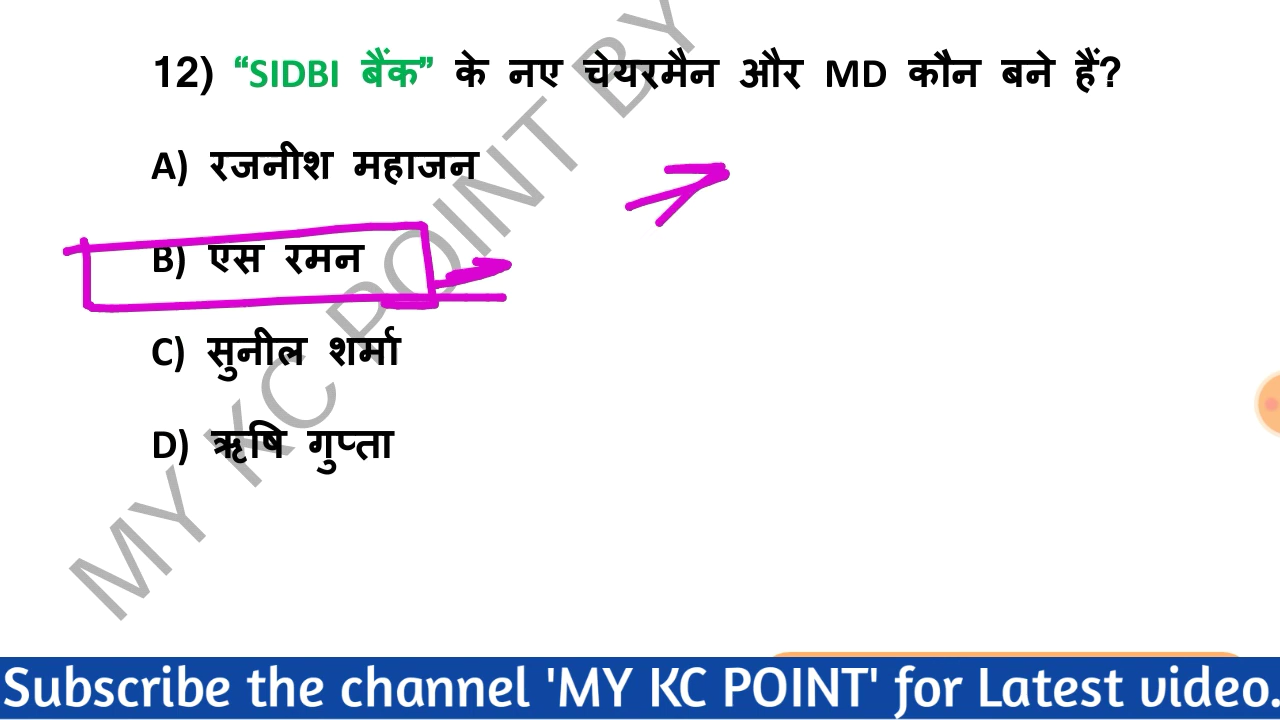 12) “SIDBI बैंक” के नए चेयरमैन और MD कौन बने हैं?
A) रजनीश महाजन
B) एस रमन
C) सुनील शर्मा
D) ऋषि गुप्ता
MY KC POINT BY
Subscribe the channel 'MY KC POINT' for Latest video.